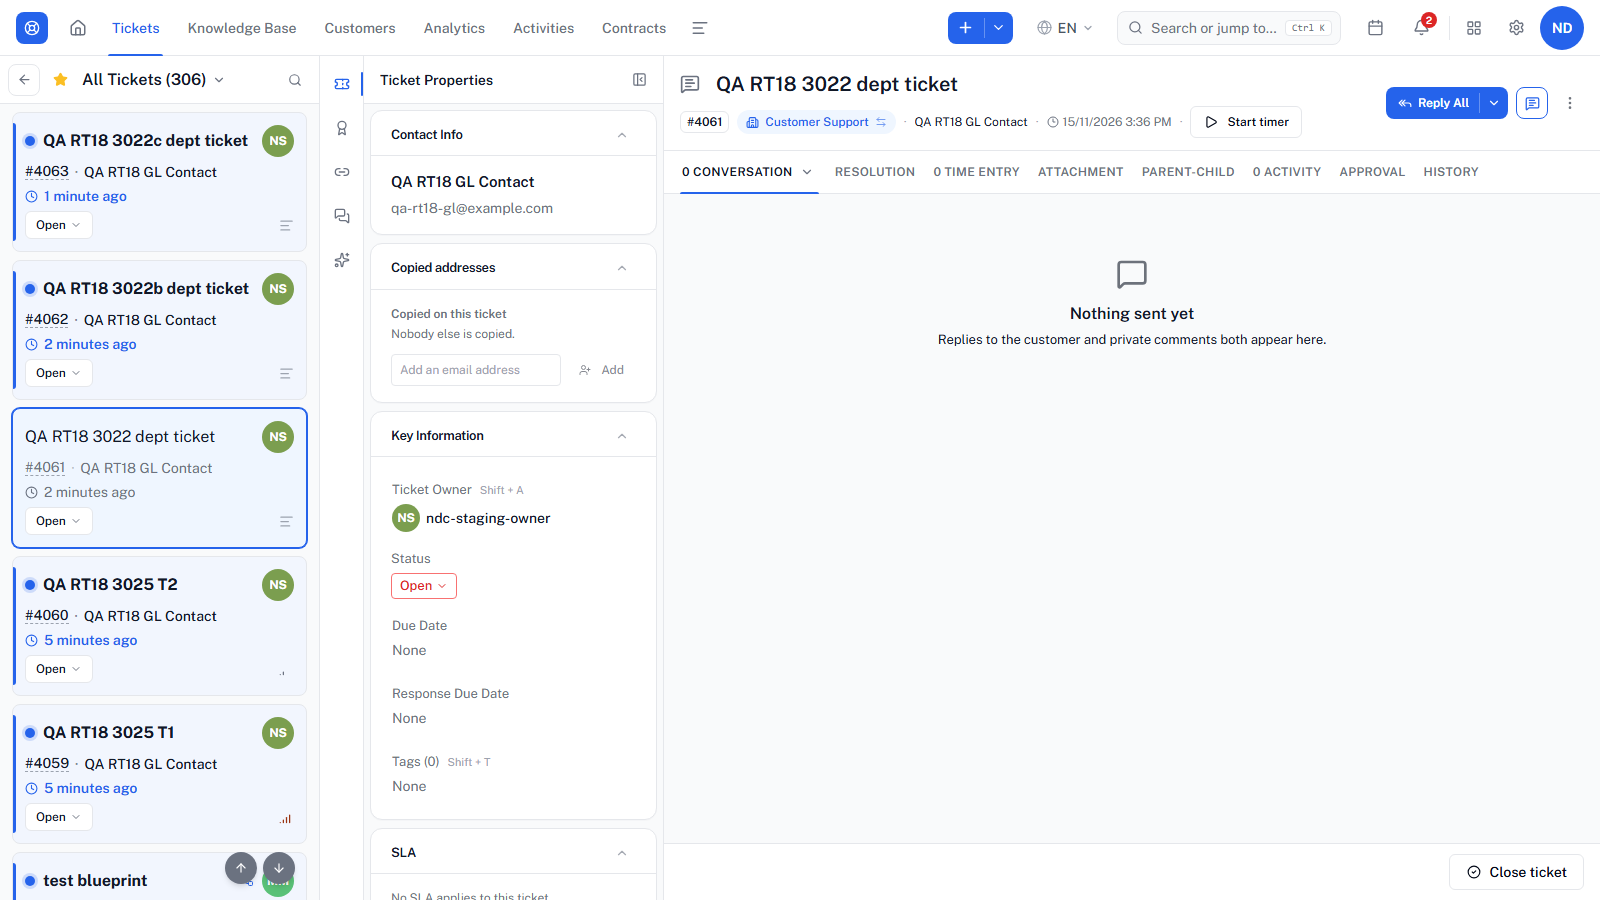 Tickets
Knowledge Base
Customers
Analytics
Activities
Contracts
EN
Search or jump to...
Ctrl K
2
ND
All Tickets (306)
QA RT18 3022c dept ticket
NS
#4063 · QA RT18 GL Contact
1 minute ago
Open
QA RT18 3022b dept ticket
NS
#4062 · QA RT18 GL Contact
2 minutes ago
Open
QA RT18 3022 dept ticket
NS
#4061 · QA RT18 GL Contact
2 minutes ago
Open
QA RT18 3025 T2
NS
#4060 · QA RT18 GL Contact
5 minutes ago
Open
QA RT18 3025 T1
NS
#4059 · QA RT18 GL Contact
5 minutes ago
Open
test blueprint
Ticket Properties
Contact Info
QA RT18 GL Contact
qa-rt18-gl@example.com
Copied addresses
Copied on this ticket
Nobody else is copied.
Add an email address
Add
Key Information
Ticket Owner Shift + A
NS ndc-staging-owner
Status
Open
Due Date
None
Response Due Date
None
Tags (0) Shift + T
None
SLA
No SLA applies to this ticket
QA RT18 3022 dept ticket
#4061 Customer Support · QA RT18 GL Contact · 15/11/2026 3:36 PM · Start timer
Reply All
0 CONVERSATION
RESOLUTION
0 TIME ENTRY
ATTACHMENT
PARENT-CHILD
0 ACTIVITY
APPROVAL
HISTORY
Nothing sent yet
Replies to the customer and private comments both appear here.
Close ticket